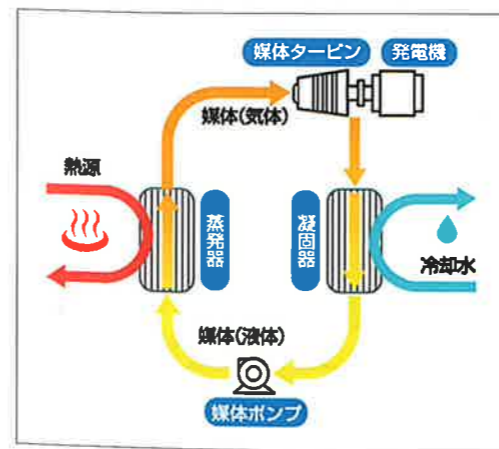 媒体タービン
発電機
媒体(気体)
熱源
蒸発器
凝固器
冷却水
媒体(液体)
媒体ポンプ